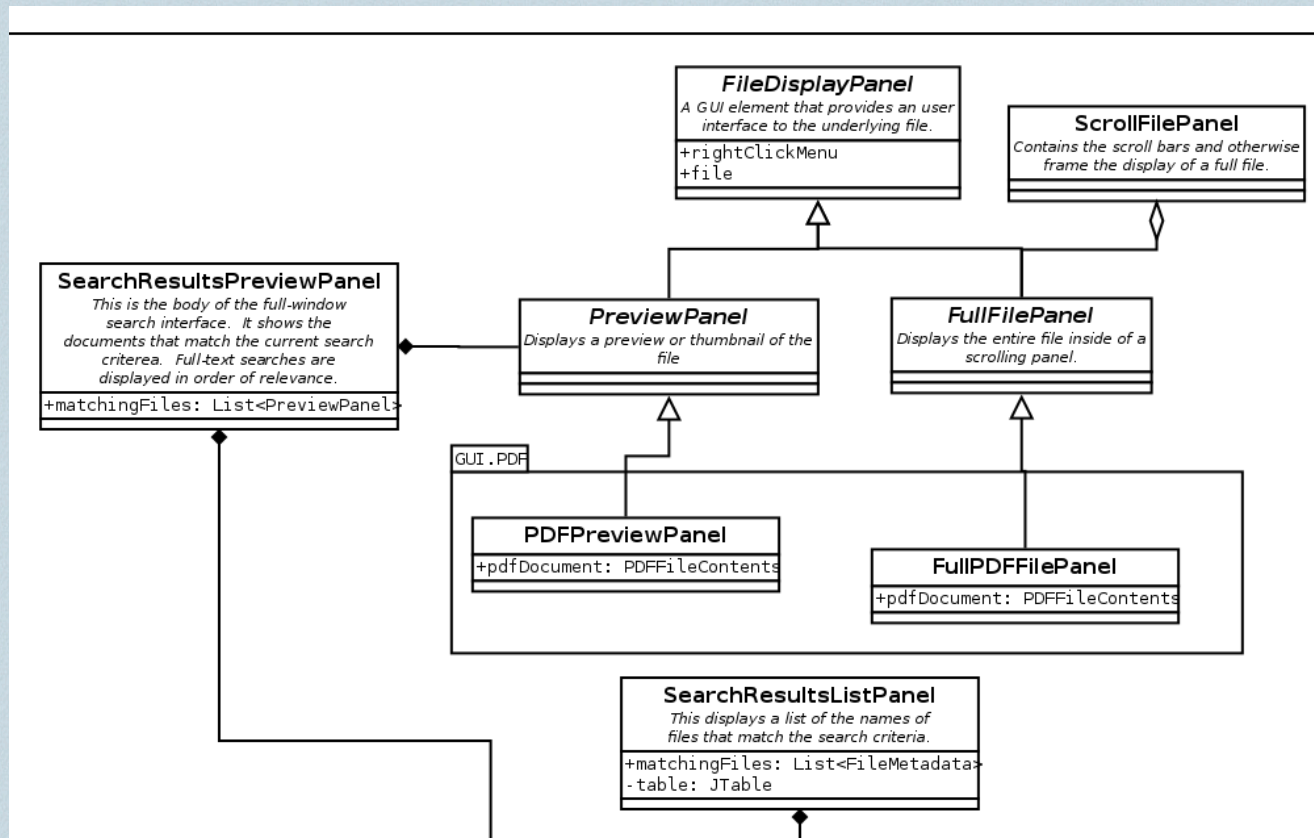 FileDisplayPanel
A GUI element that provides an user
interface to the underlying file.
+rightClickMenu
+file
ScrollFilePanel
Contains the scroll bars and otherwise
frame the display of a full file.
SearchResultsPreviewPanel
This is the body of the full-window
search interface. It shows the
documents that match the current search
criterea. Full-text searches are
displayed in order of relevance.
+matchingFiles: List<PreviewPanel>
PreviewPanel
Displays a preview or thumbnail of the
file
FullFilePanel
Displays the entire file inside of a
scrolling panel.
GUI.PDF
PDFPreviewPanel
+pdfDocument: PDFFileContents
FullPDFFilePanel
+pdfDocument: PDFFileContents
SearchResultsListPanel
This displays a list of the names of
files that match the search criteria.
+matchingFiles: List<FileMetadata>
-table: JTable